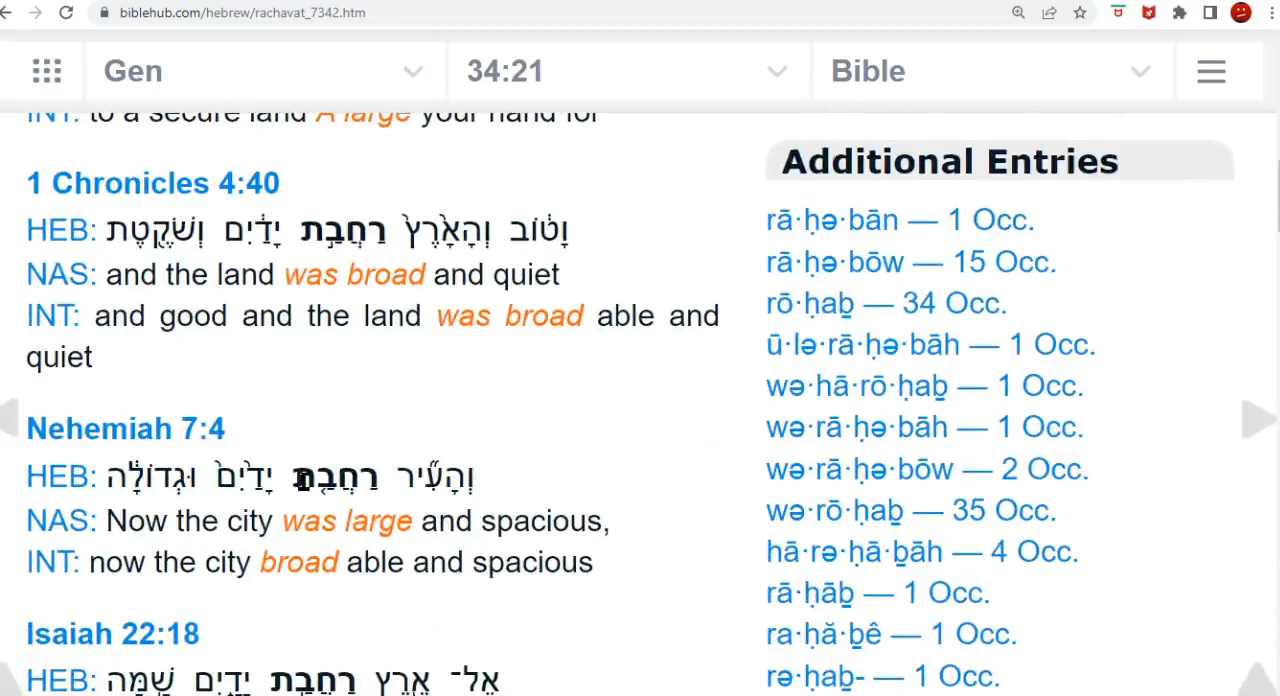 biblehub.com/hebrew/rachavat_7342.htm
Gen
34:21
Bible
INT: to a secure land A large your hand for
1 Chronicles 4:40
HEB: וָט֔וֹב וְהָאָ֙רֶץ֙ רַחֲבַ֣ת יָדַ֔יִם וְשֹׁקֶ֖טֶת
NAS: and the land was broad and quiet
INT: and good and the land was broad able and
quiet
Nehemiah 7:4
HEB: וְהָעִ֞יר רַחֲבַ֤ת יָדַ֙יִם֙ וּגְדוֹלָ֔ה
NAS: Now the city was large and spacious,
INT: now the city broad able and spacious
Isaiah 22:18
HEB: אֶל־ אֶ֖רֶץ רַחֲבַ֣ת יָדָ֑יִם שָׁ֣מָּה
Additional Entries
rā·ḥə·bān — 1 Occ.
rā·ḥə·bōw — 15 Occ.
rō·ḥaḇ — 34 Occ.
ū·lə·rā·ḥə·bāh — 1 Occ.
wə·hā·rō·ḥaḇ — 1 Occ.
wə·rā·ḥə·bāh — 1 Occ.
wə·rā·ḥə·bōw — 2 Occ.
wə·rō·ḥaḇ — 35 Occ.
hā·rə·ḥā·ḇāh — 4 Occ.
rā·ḥāḇ — 1 Occ.
ra·ḥă·ḇê — 1 Occ.
rə·ḥaḇ- — 1 Occ.